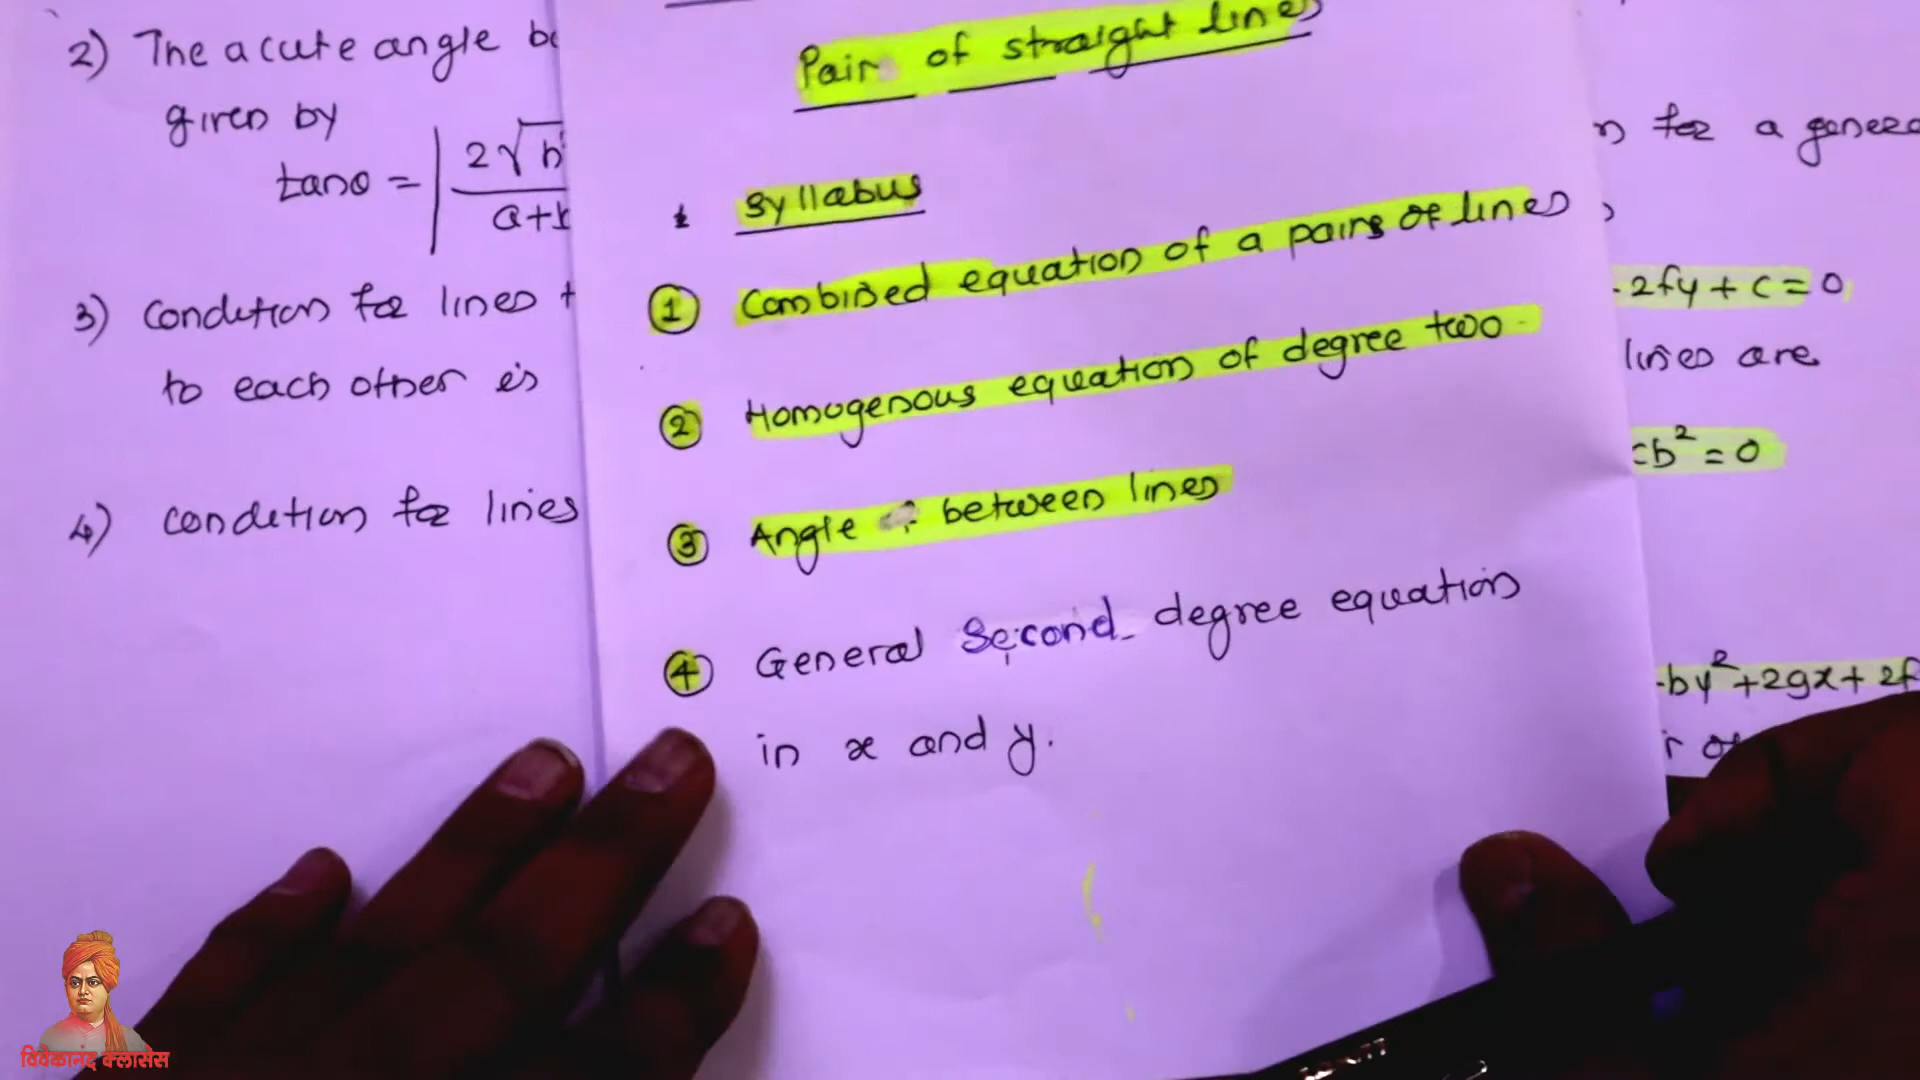 2) The acute angle be
given by
tanθ = | 2√h
a+b
3) Condition for lines t
to each other is
4) condition for lines
Pair of straight lines
Syllabus
① Combined equation of a pairs of lines
② Homogenous equation of degree two
③ Angle between lines
④ General Second degree equation
in x and y.
n for a genera
2fy + c = 0
lines are
cb² = 0
by² + 2gx + 2f
विवेकानंद क्लासेस